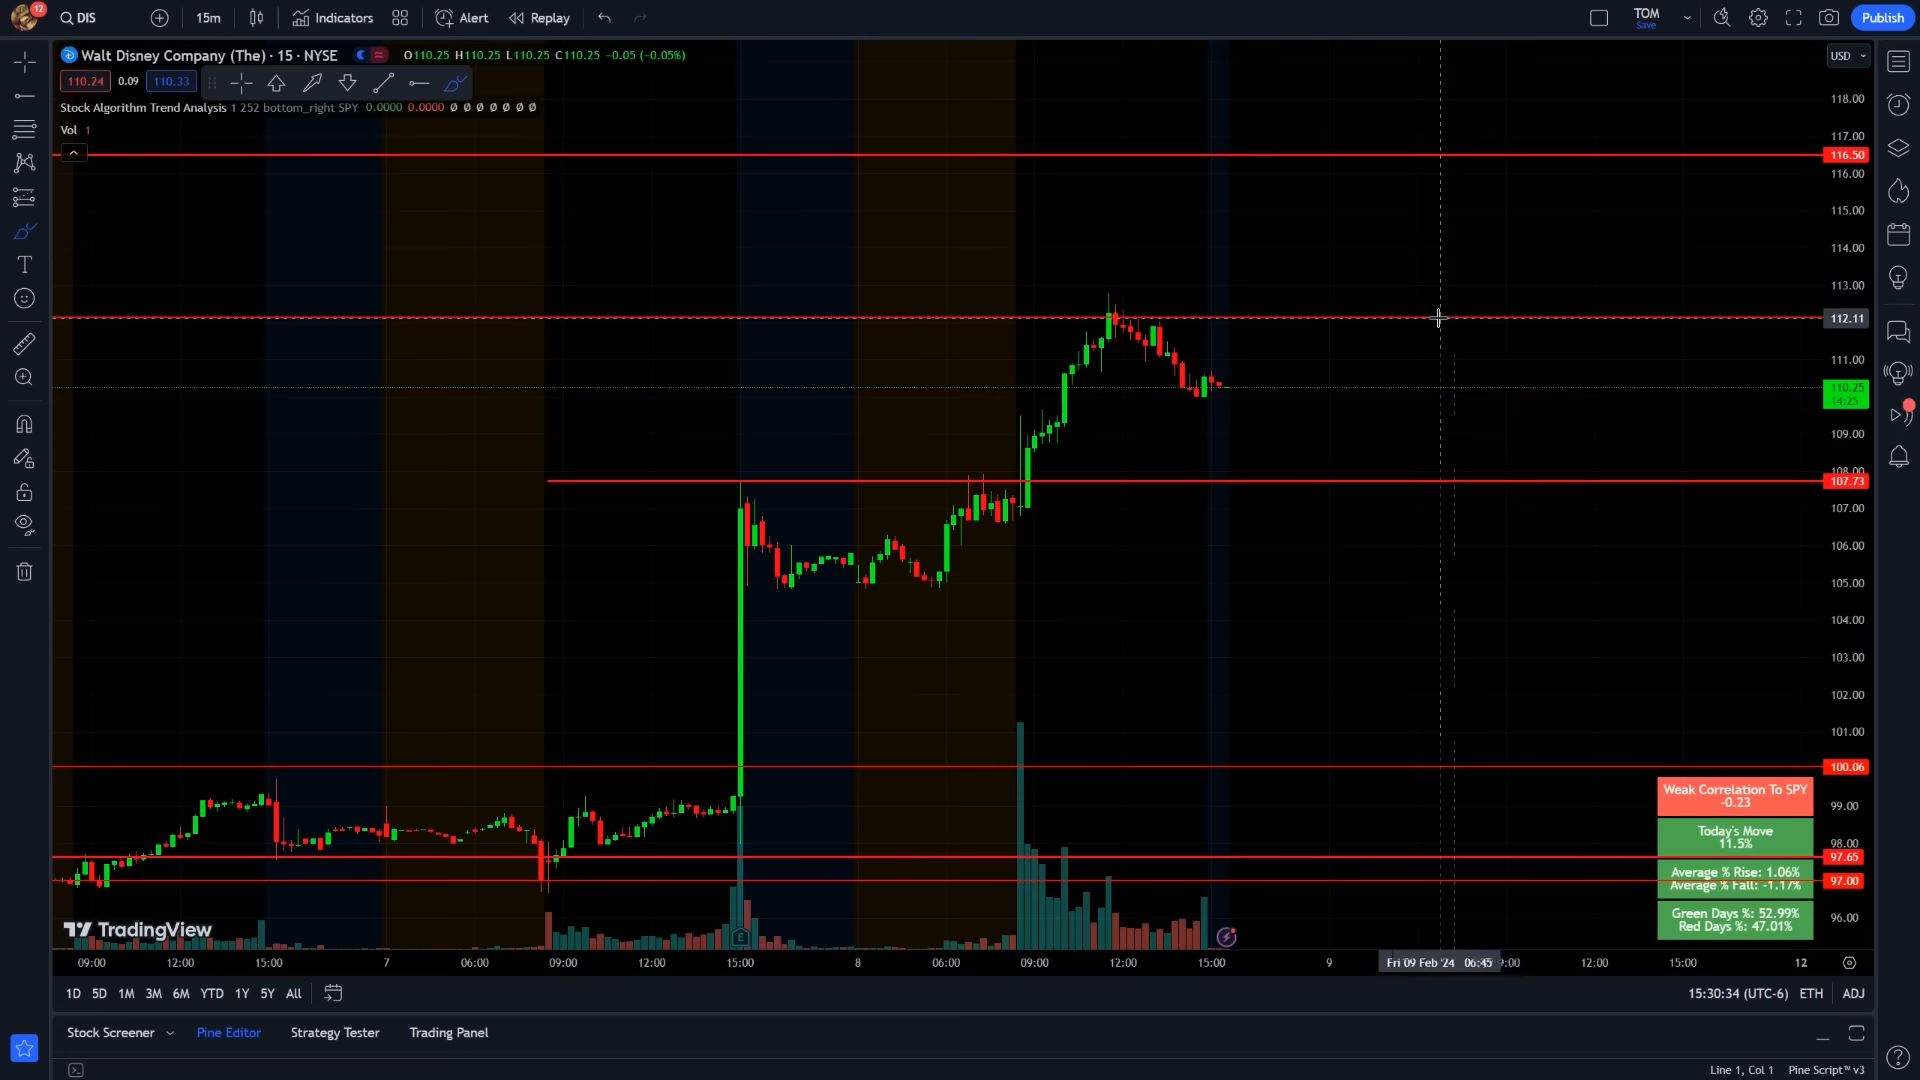 12
DIS
15m
Indicators
Alert
Replay
TOM
Save
Publish
Walt Disney Company (The) · 15 · NYSE
O110.25 H110.25 L110.25 C110.25 -0.05 (-0.05%)
USD
110.24
0.09
110.33
Stock Algorithm Trend Analysis 1 252 bottom_right SPY 0.0000 0.0000 Ø Ø Ø Ø Ø Ø Ø
Vol 1
118.00
117.00
116.50
116.00
115.00
114.00
113.00
112.11
111.00
110.25
14:25
109.00
108.00
107.73
107.00
106.00
105.00
104.00
103.00
102.00
101.00
100.06
99.00
98.00
97.65
97.00
96.00
Weak Correlation To SPY
-0.23
Today's Move
11.5%
Average % Rise: 1.06%
Average % Fall: -1.17%
Green Days %: 52.99%
Red Days %: 47.01%
TradingView
E
09:00 12:00 15:00 7 06:00 09:00 12:00 15:00 8 06:00 09:00 12:00 15:00 9 Fri 09 Feb '24 06:45 9:00 12:00 15:00 12
1D 5D 1M 3M 6M YTD 1Y 5Y All
15:30:34 (UTC-6) ETH ADJ
Stock Screener Pine Editor Strategy Tester Trading Panel
Line 1, Col 1 Pine Script™ v3